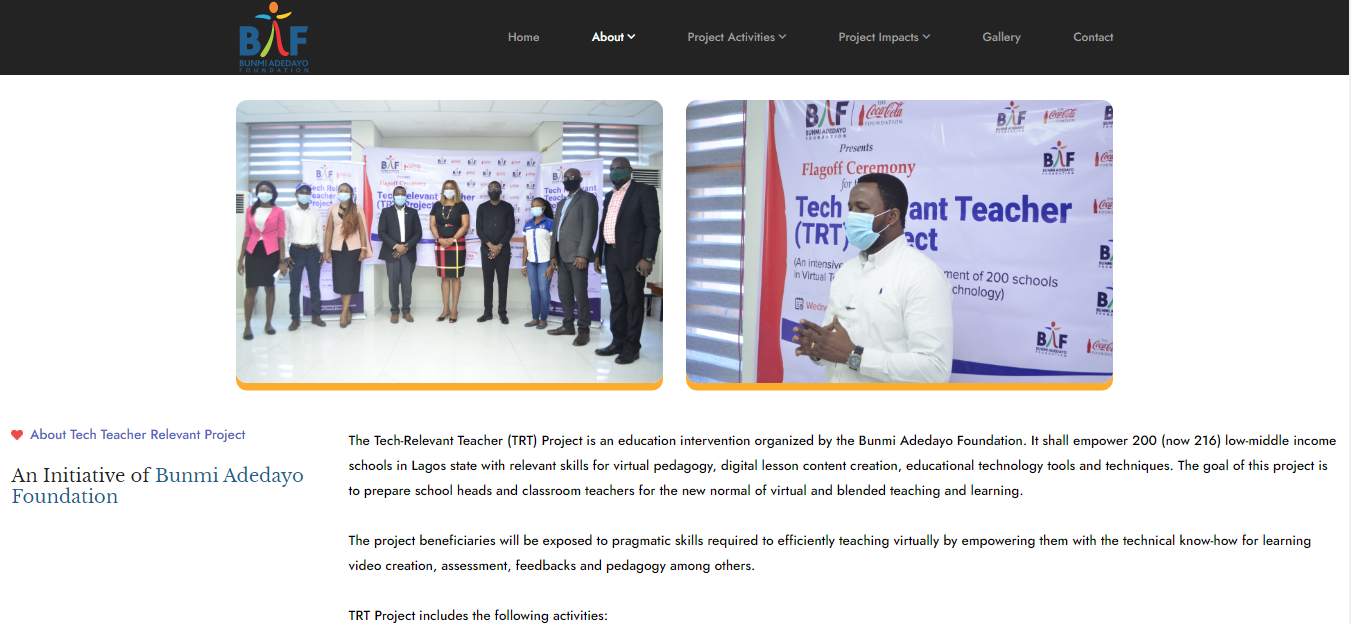 BAF
BUNMI ADEDAYO
FOUNDATION
Home
About
Project Activities
Project Impacts
Gallery
Contact
BAF
Flagoff Ceremony
Tech Relevant
Teacher
(TRT) Project
BAF
BUNMI ADEDAYO
FOUNDATION
THE
Coca-Cola
FOUNDATION
Presents
Flagoff Ceremony
for
Tech
ant Teacher
(TRT)
ect
(An intensive
ment of 200 schools
in Virtual T
chnology)
BAF
BUNMI ADEDAYO
FOUNDATION
About Tech Teacher Relevant Project
An Initiative of Bunmi Adedayo
Foundation
The Tech-Relevant Teacher (TRT) Project is an education intervention organized by the Bunmi Adedayo Foundation. It shall empower 200 (now 216) low-middle income
schools in Lagos state with relevant skills for virtual pedagogy, digital lesson content creation, educational technology tools and techniques. The goal of this project is
to prepare school heads and classroom teachers for the new normal of virtual and blended teaching and learning.
The project beneficiaries will be exposed to pragmatic skills required to efficiently teaching virtually by empowering them with the technical know-how for learning
video creation, assessment, feedbacks and pedagogy among others.
TRT Project includes the following activities: